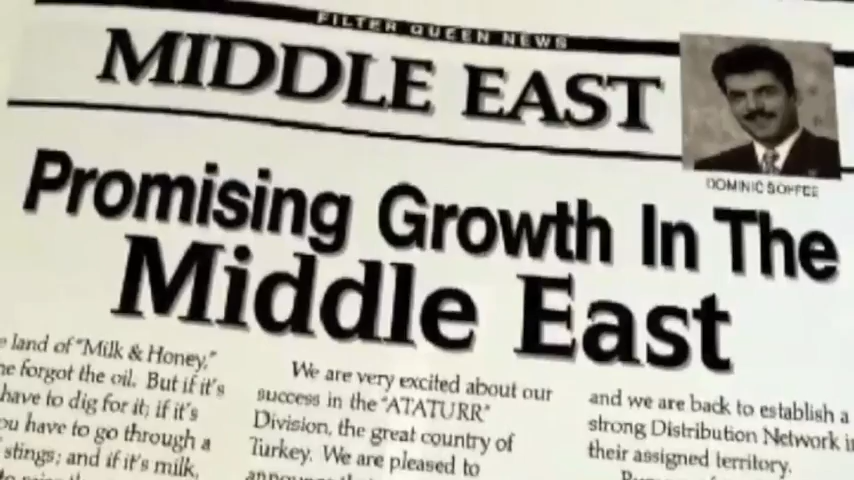 FILTER QUEEN NEWS
MIDDLE EAST
DOMINIC
Promising Growth In The
Middle East
land of "Milk & Honey,"
forgot the oil. But if it's
have to dig for it; if it's
have to go through a
stings; and if it's milk,
We are very excited about our
success in the "ATATURR"
Division, the great country of
Turkey. We are pleased to
and we are back to establish a
strong Distribution Network
their assigned territory.